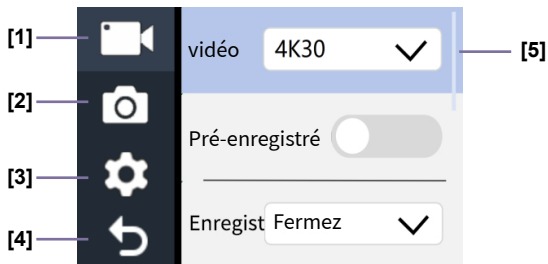 [1]
vidéo 4K30 [5]
[2]
Pré-enregistré
[3]
Enregist Fermez
[4]